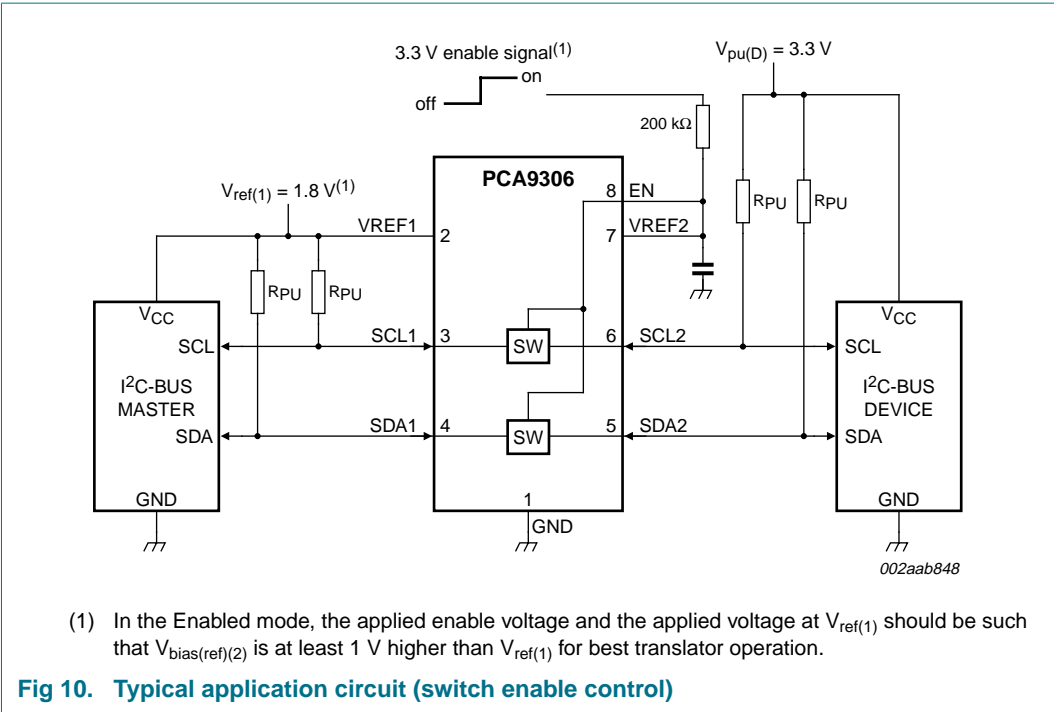 3.3 V enable signal(1)
on
off
Vpu(D) = 3.3 V
200 kΩ
PCA9306
Vref(1) = 1.8 V(1)
8 EN
RPU RPU
VREF1 2
7 VREF2
RPU RPU
VCC
SCL
SCL1 3
SW
6 SCL2
VCC
SCL
I2C-BUS
MASTER
I2C-BUS
DEVICE
SDA
SDA1 4
SW
5 SDA2
SDA
GND
1
GND
GND
002aab848
(1) In the Enabled mode, the applied enable voltage and the applied voltage at Vref(1) should be such
that Vbias(ref)(2) is at least 1 V higher than Vref(1) for best translator operation.
Fig 10. Typical application circuit (switch enable control)